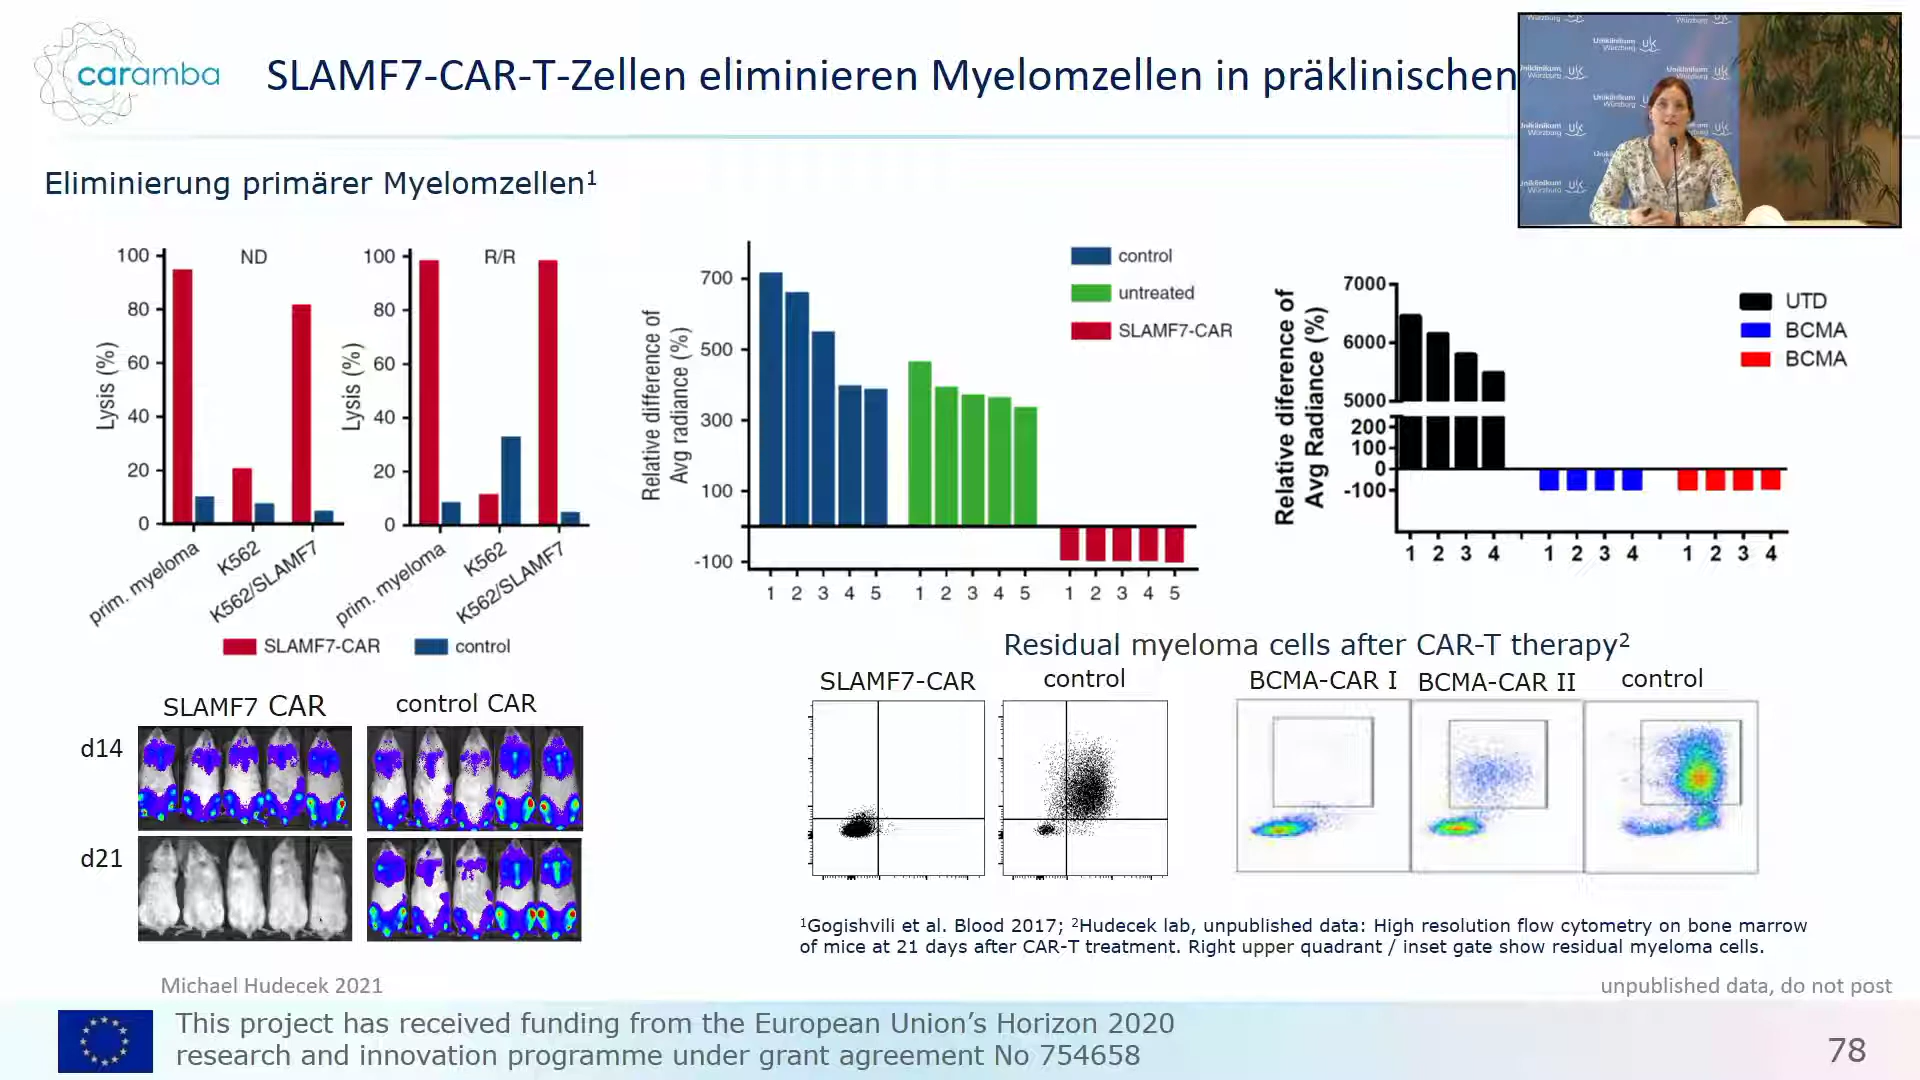 caramba
SLAMF7-CAR-T-Zellen eliminieren Myelomzellen in präklinischen
Uniklinikum
Würzburg
Eliminierung primärer Myelomzellen¹
ND
Lysis (%)
100
80
60
40
20
0
prim. myeloma
K562
K562/SLAMF7
R/R
Lysis (%)
100
80
60
40
20
0
prim. myeloma
K562
K562/SLAMF7
SLAMF7-CAR
control
Relative difference of
Avg radiance (%)
700
500
300
100
-100
1 2 3 4 5 1 2 3 4 5 1 2 3 4 5
control
untreated
SLAMF7-CAR
Relative diference of
Avg Radiance (%)
7000
6000
5000
200
100
0
-100
1 2 3 4 1 2 3 4 1 2 3 4
UTD
BCMA
BCMA
SLAMF7 CAR
control CAR
d14
d21
Residual myeloma cells after CAR-T therapy²
SLAMF7-CAR
control
BCMA-CAR I
BCMA-CAR II
control
¹Gogishvili et al. Blood 2017; ²Hudecek lab, unpublished data: High resolution flow cytometry on bone marrow
of mice at 21 days after CAR-T treatment. Right upper quadrant / inset gate show residual myeloma cells.
Michael Hudecek 2021
unpublished data, do not post
This project has received funding from the European Union’s Horizon 2020
research and innovation programme under grant agreement No 754658
78